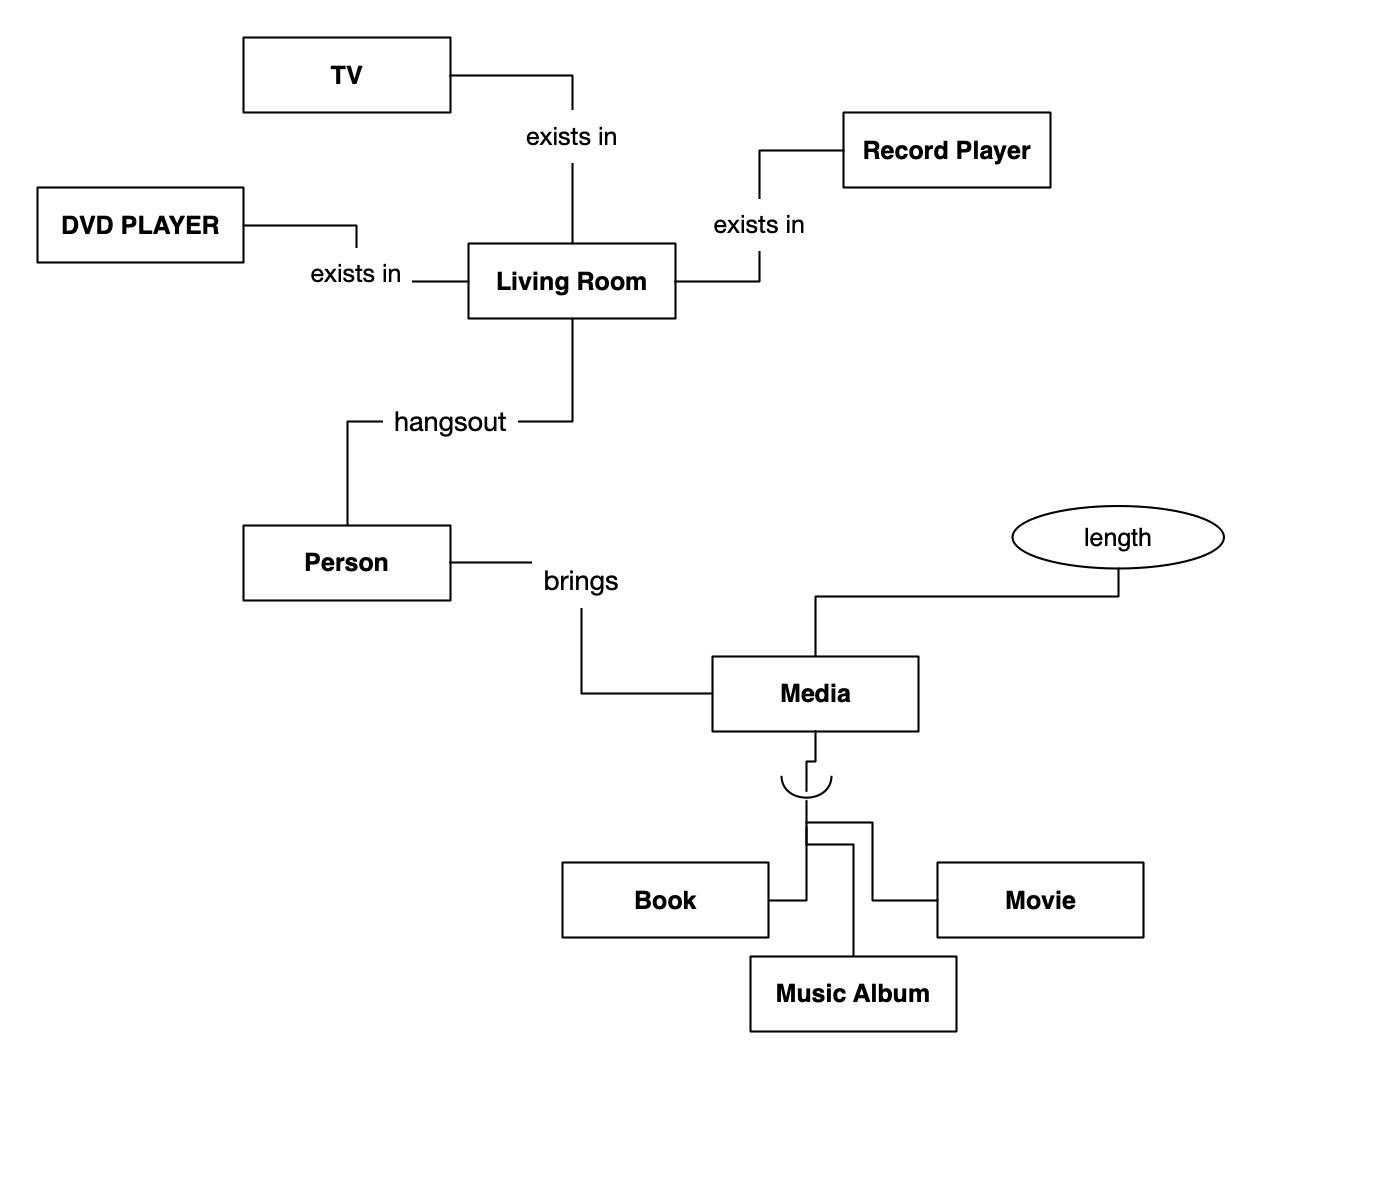 TV
exists in
Record Player
DVD PLAYER
exists in
exists in
Living Room
hangsout
Person
brings
length
Media
Book
Movie
Music Album